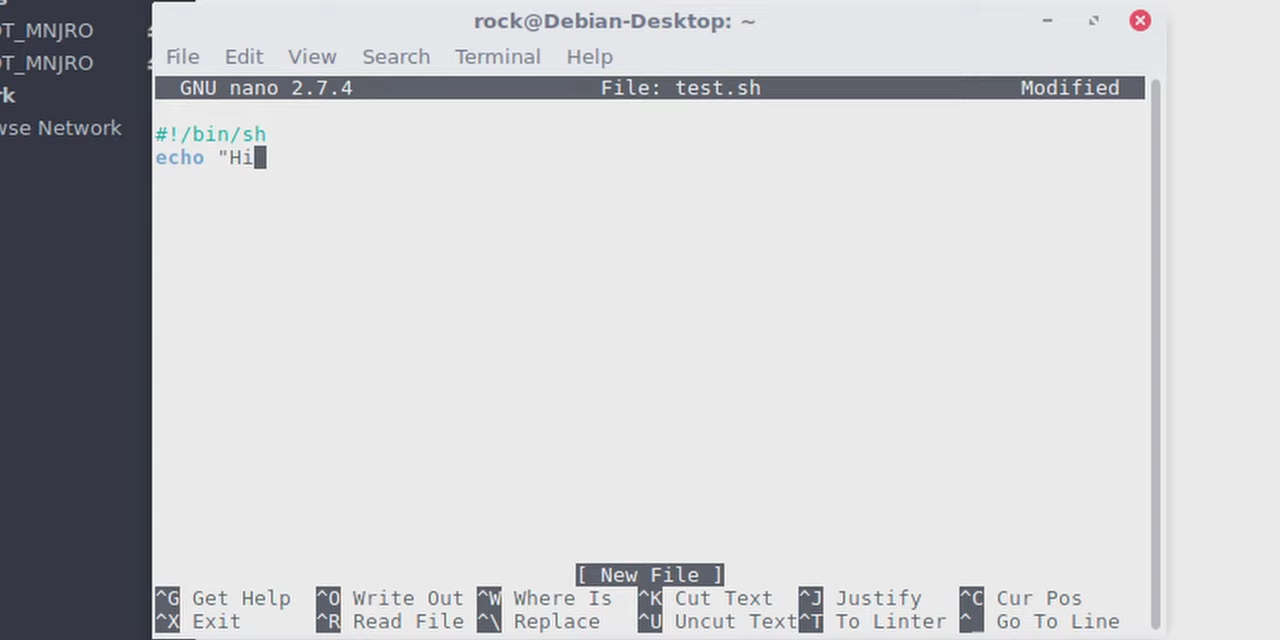 rock@Debian-Desktop: ~
File Edit View Search Terminal Help
GNU nano 2.7.4 File: test.sh Modified
#!/bin/sh
echo "Hi
[ New File ]
^G Get Help ^O Write Out ^W Where Is ^K Cut Text ^J Justify ^C Cur Pos
^X Exit ^R Read File ^\ Replace ^U Uncut Text ^T To Linter ^_ Go To Line
T_MNJRO
T_MNJRO
rk
wse Network